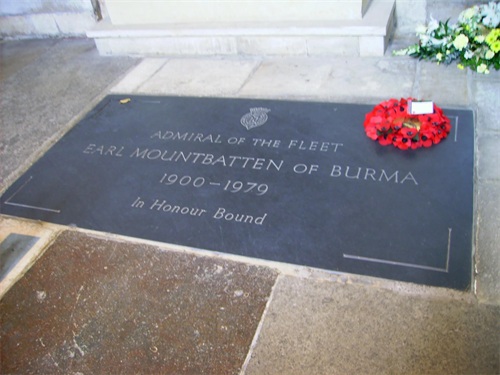 ADMIRAL OF THE FLEET
EARL MOUNTBATTEN OF BURMA
1900-1979
In Honour Bound